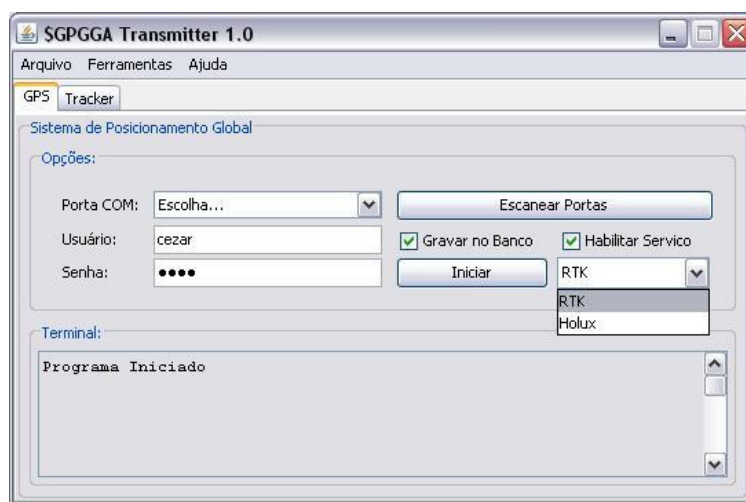 $GPGGA Transmitter 1.0
Arquivo Ferramentas Ajuda
GPS Tracker
Sistema de Posicionamento Global
Opções:
Porta COM: Escolha... Escanear Portas
Usuário: cezar Gravar no Banco Habilitar Servico
Senha: •••• Iniciar RTK
RTK
Holux
Terminal:
Programa Iniciado